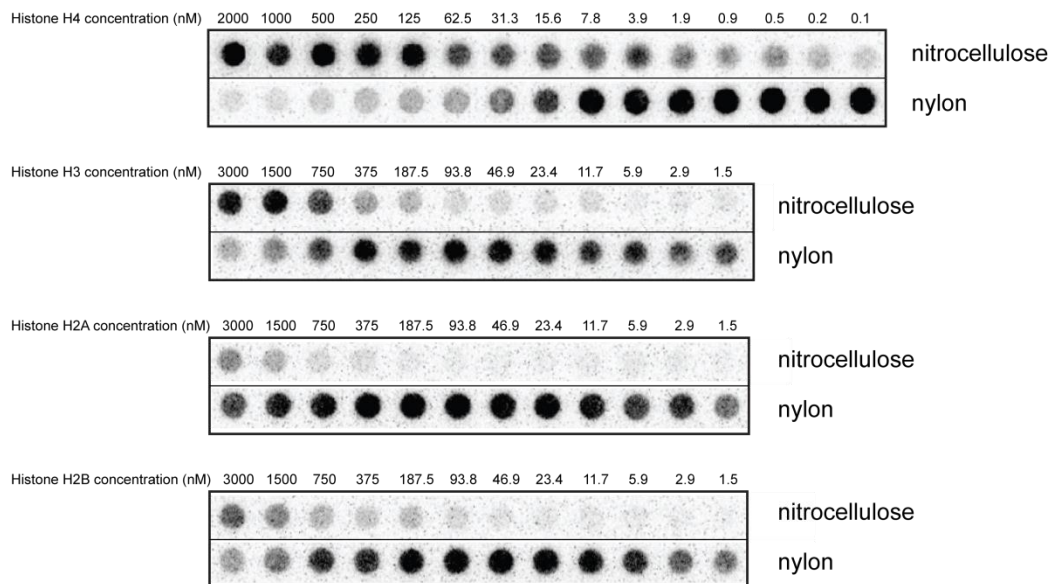 Histone H4 concentration (nM) 2000 1000 500 250 125 62.5 31.3 15.6 7.8 3.9 1.9 0.9 0.5 0.2 0.1
nitrocellulose
nylon
Histone H3 concentration (nM) 3000 1500 750 375 187.5 93.8 46.9 23.4 11.7 5.9 2.9 1.5
nitrocellulose
nylon
Histone H2A concentration (nM) 3000 1500 750 375 187.5 93.8 46.9 23.4 11.7 5.9 2.9 1.5
nitrocellulose
nylon
Histone H2B concentration (nM) 3000 1500 750 375 187.5 93.8 46.9 23.4 11.7 5.9 2.9 1.5
nitrocellulose
nylon